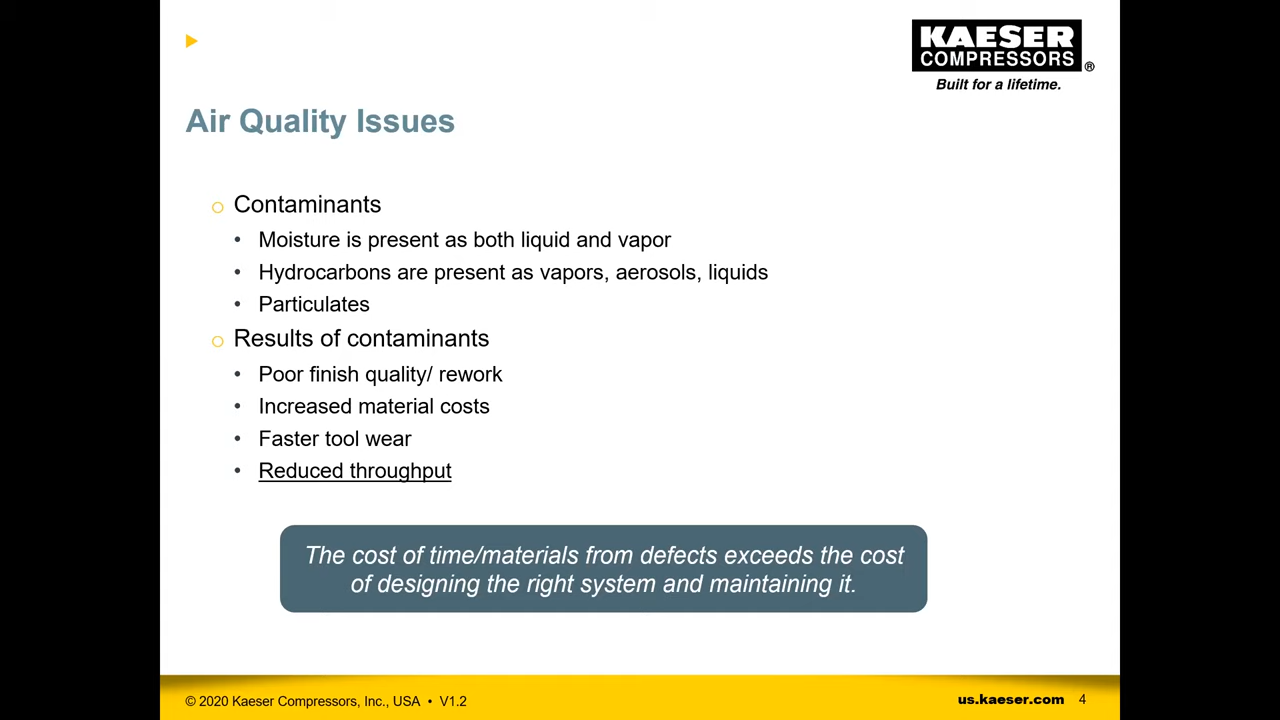 KAESER
COMPRESSORS®
Built for a lifetime.
Air Quality Issues
Contaminants
• Moisture is present as both liquid and vapor
• Hydrocarbons are present as vapors, aerosols, liquids
• Particulates
Results of contaminants
• Poor finish quality/ rework
• Increased material costs
• Faster tool wear
• Reduced throughput
The cost of time/materials from defects exceeds the cost
of designing the right system and maintaining it.
© 2020 Kaeser Compressors, Inc., USA • V1.2
us.kaeser.com 4